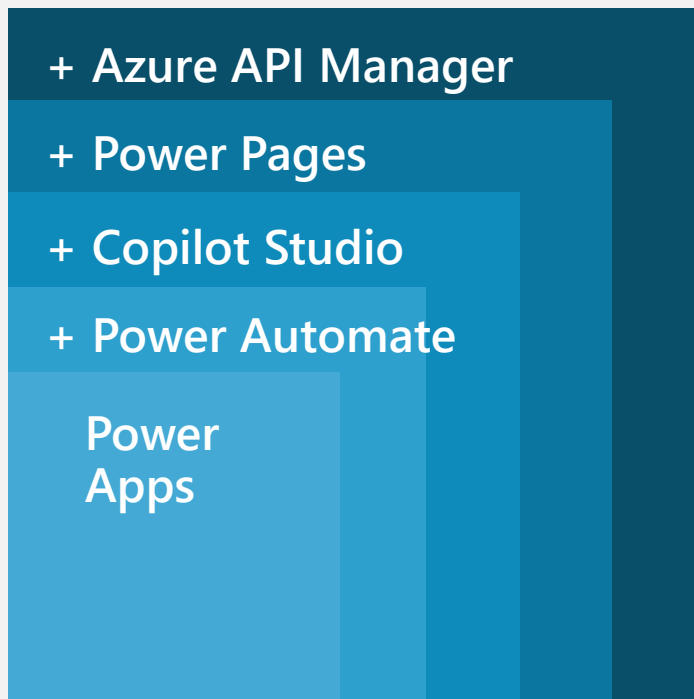 + Azure API Manager
+ Power Pages
+ Copilot Studio
+ Power Automate
Power
Apps